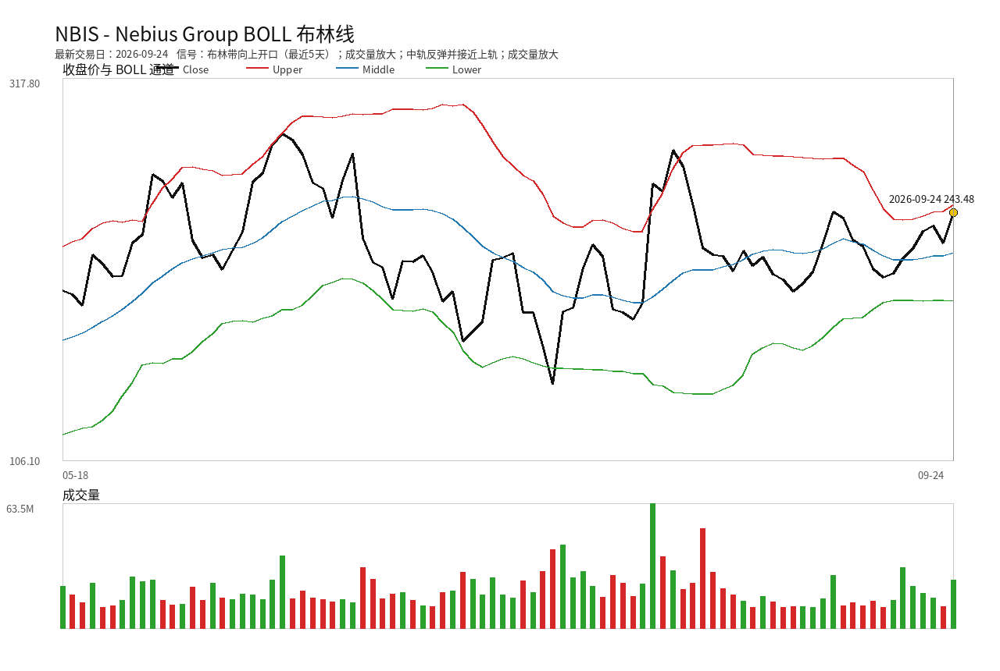 NBIS - Nebius Group BOLL 布林线
最新交易日：2026-09-24 信号：布林带向上开口（最近5天）；成交量放大；中轨反弹并接近上轨；成交量放大
收盘价与 BOLL 通道 Close Upper Middle Lower
317.80
2026-09-24 243.48
106.10
05-18 09-24
成交量
63.5M